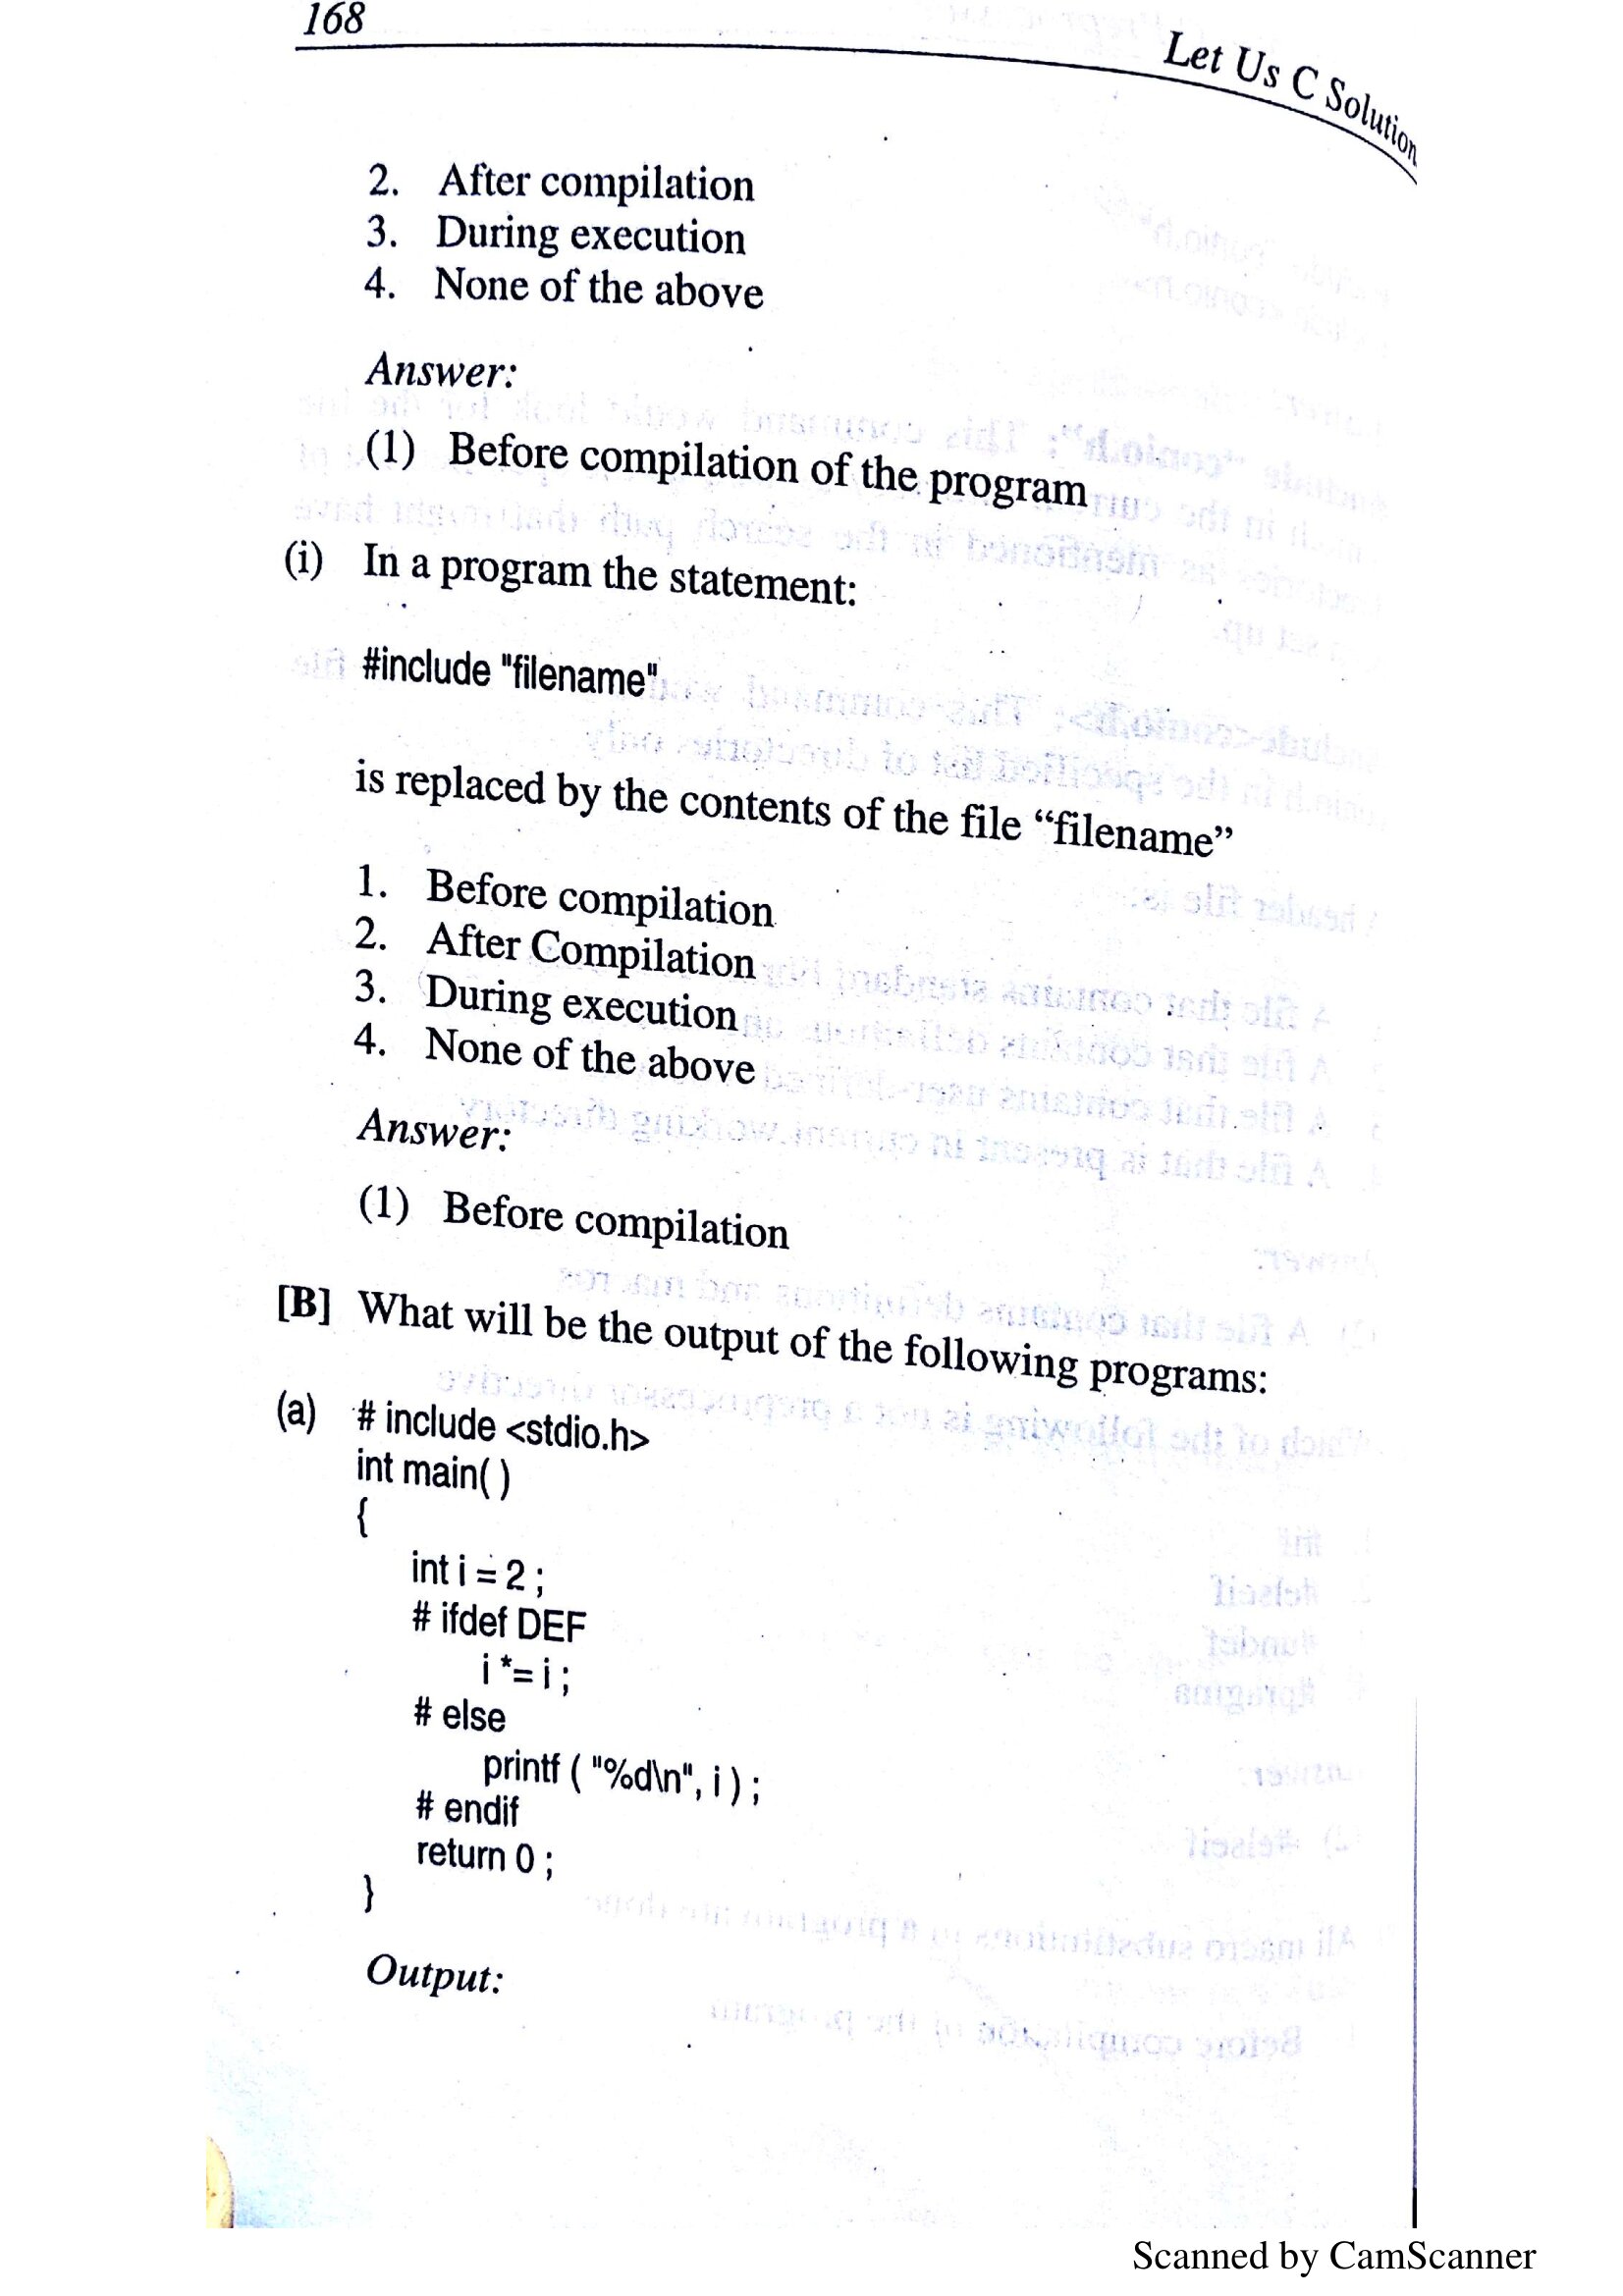 168
Let Us C Solution
2. After compilation
3. During execution
4. None of the above
Answer:
(1) Before compilation of the program
(i) In a program the statement:
#include "filename"
is replaced by the contents of the file “filename”
1. Before compilation
2. After Compilation
3. During execution
4. None of the above
Answer:
(1) Before compilation
[B] What will be the output of the following programs:
(a) # include <stdio.h>
int main( )
{
int i = 2 ;
# ifdef DEF
i *= i ;
# else
printf ( "%d\n", i ) ;
# endif
return 0 ;
}
Output:
Scanned by CamScanner